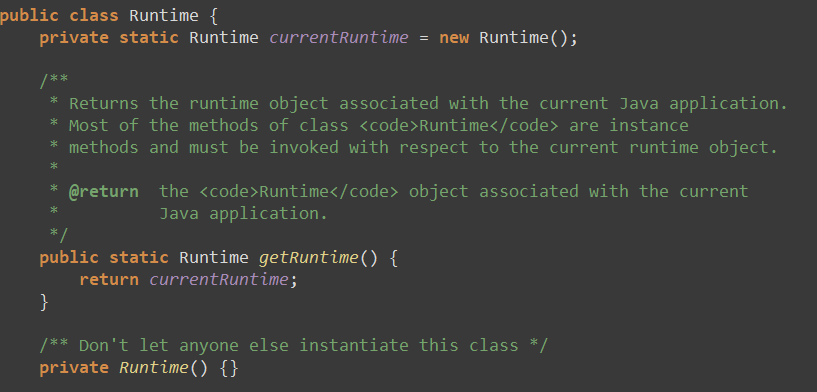 public class Runtime {
    private static Runtime currentRuntime = new Runtime();

    /**
     * Returns the runtime object associated with the current Java application.
     * Most of the methods of class <code>Runtime</code> are instance
     * methods and must be invoked with respect to the current runtime object.
     *
     * @return  the <code>Runtime</code> object associated with the current
     *          Java application.
     */
    public static Runtime getRuntime() {
        return currentRuntime;
    }

    /** Don't let anyone else instantiate this class */
    private Runtime() {}